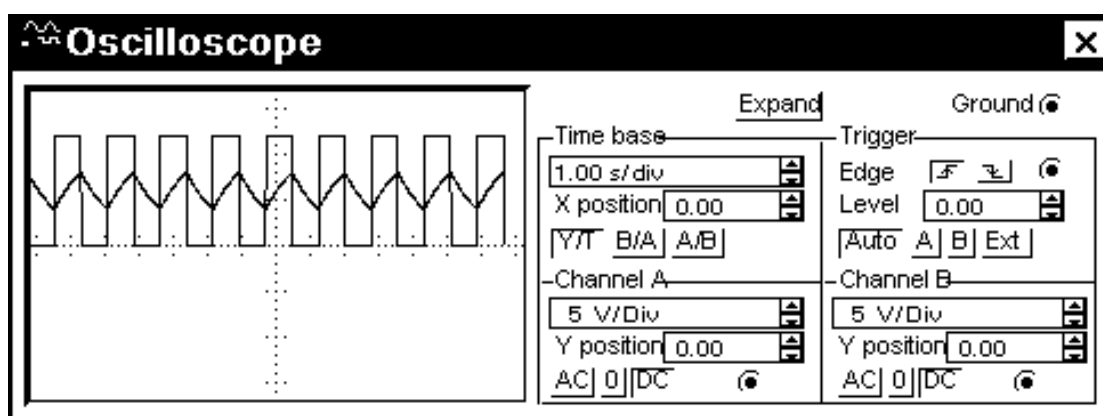 Oscilloscope
Expand Ground
Time base Trigger
1.00 s/div Edge
X position 0.00 Level 0.00
Y/T B/A A/B Auto A B Ext
Channel A Channel B
5 V/Div 5 V/Div
Y position 0.00 Y position 0.00
AC 0 DC AC 0 DC